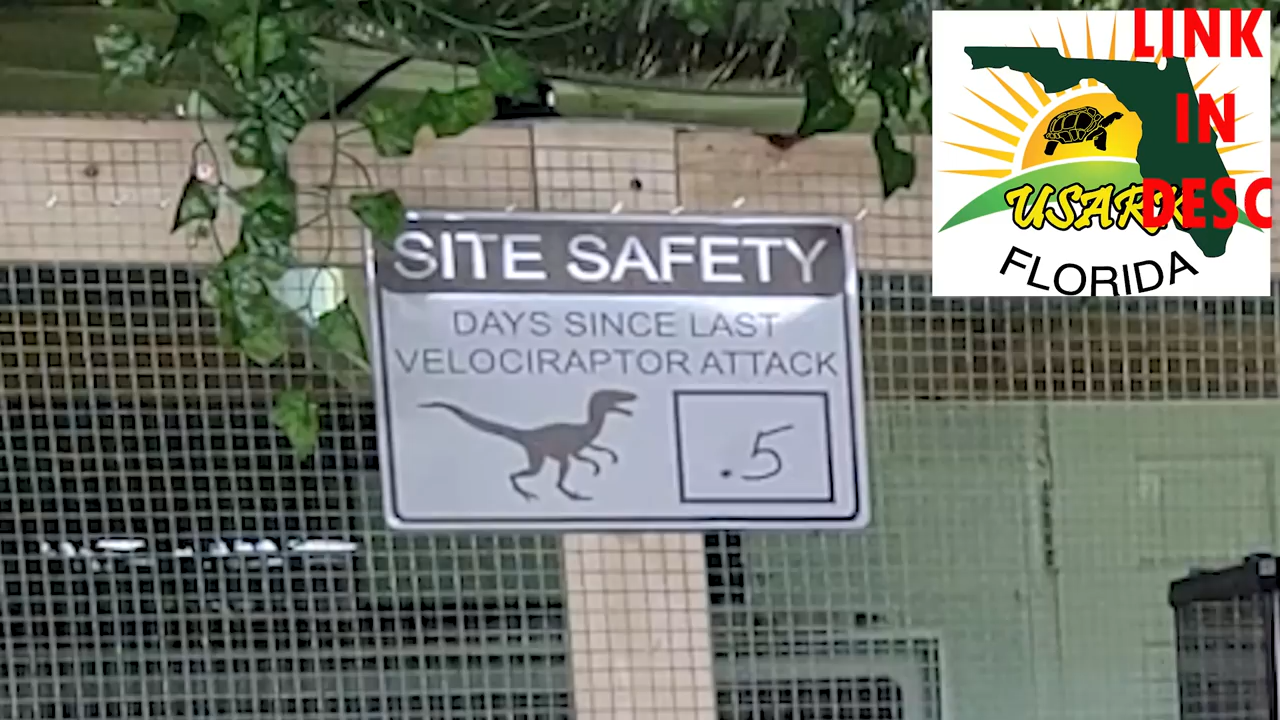 SITE SAFETY
DAYS SINCE LAST
VELOCIRAPTOR ATTACK
.5
LINK
IN
DESC
USARK
FLORIDA